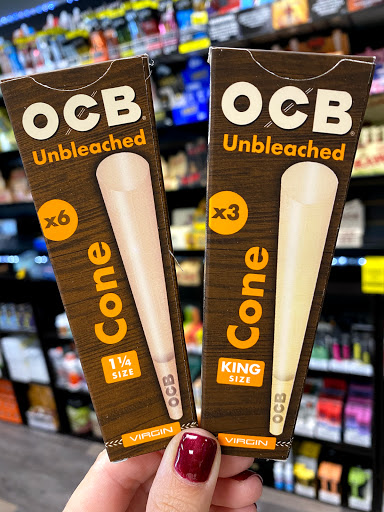 OCB
Unbleached
x6
Cone
1¼
SIZE
OCB
VIRGIN
OCB
Unbleached
x3
Cone
KING
SIZE
OCB
VIRGIN